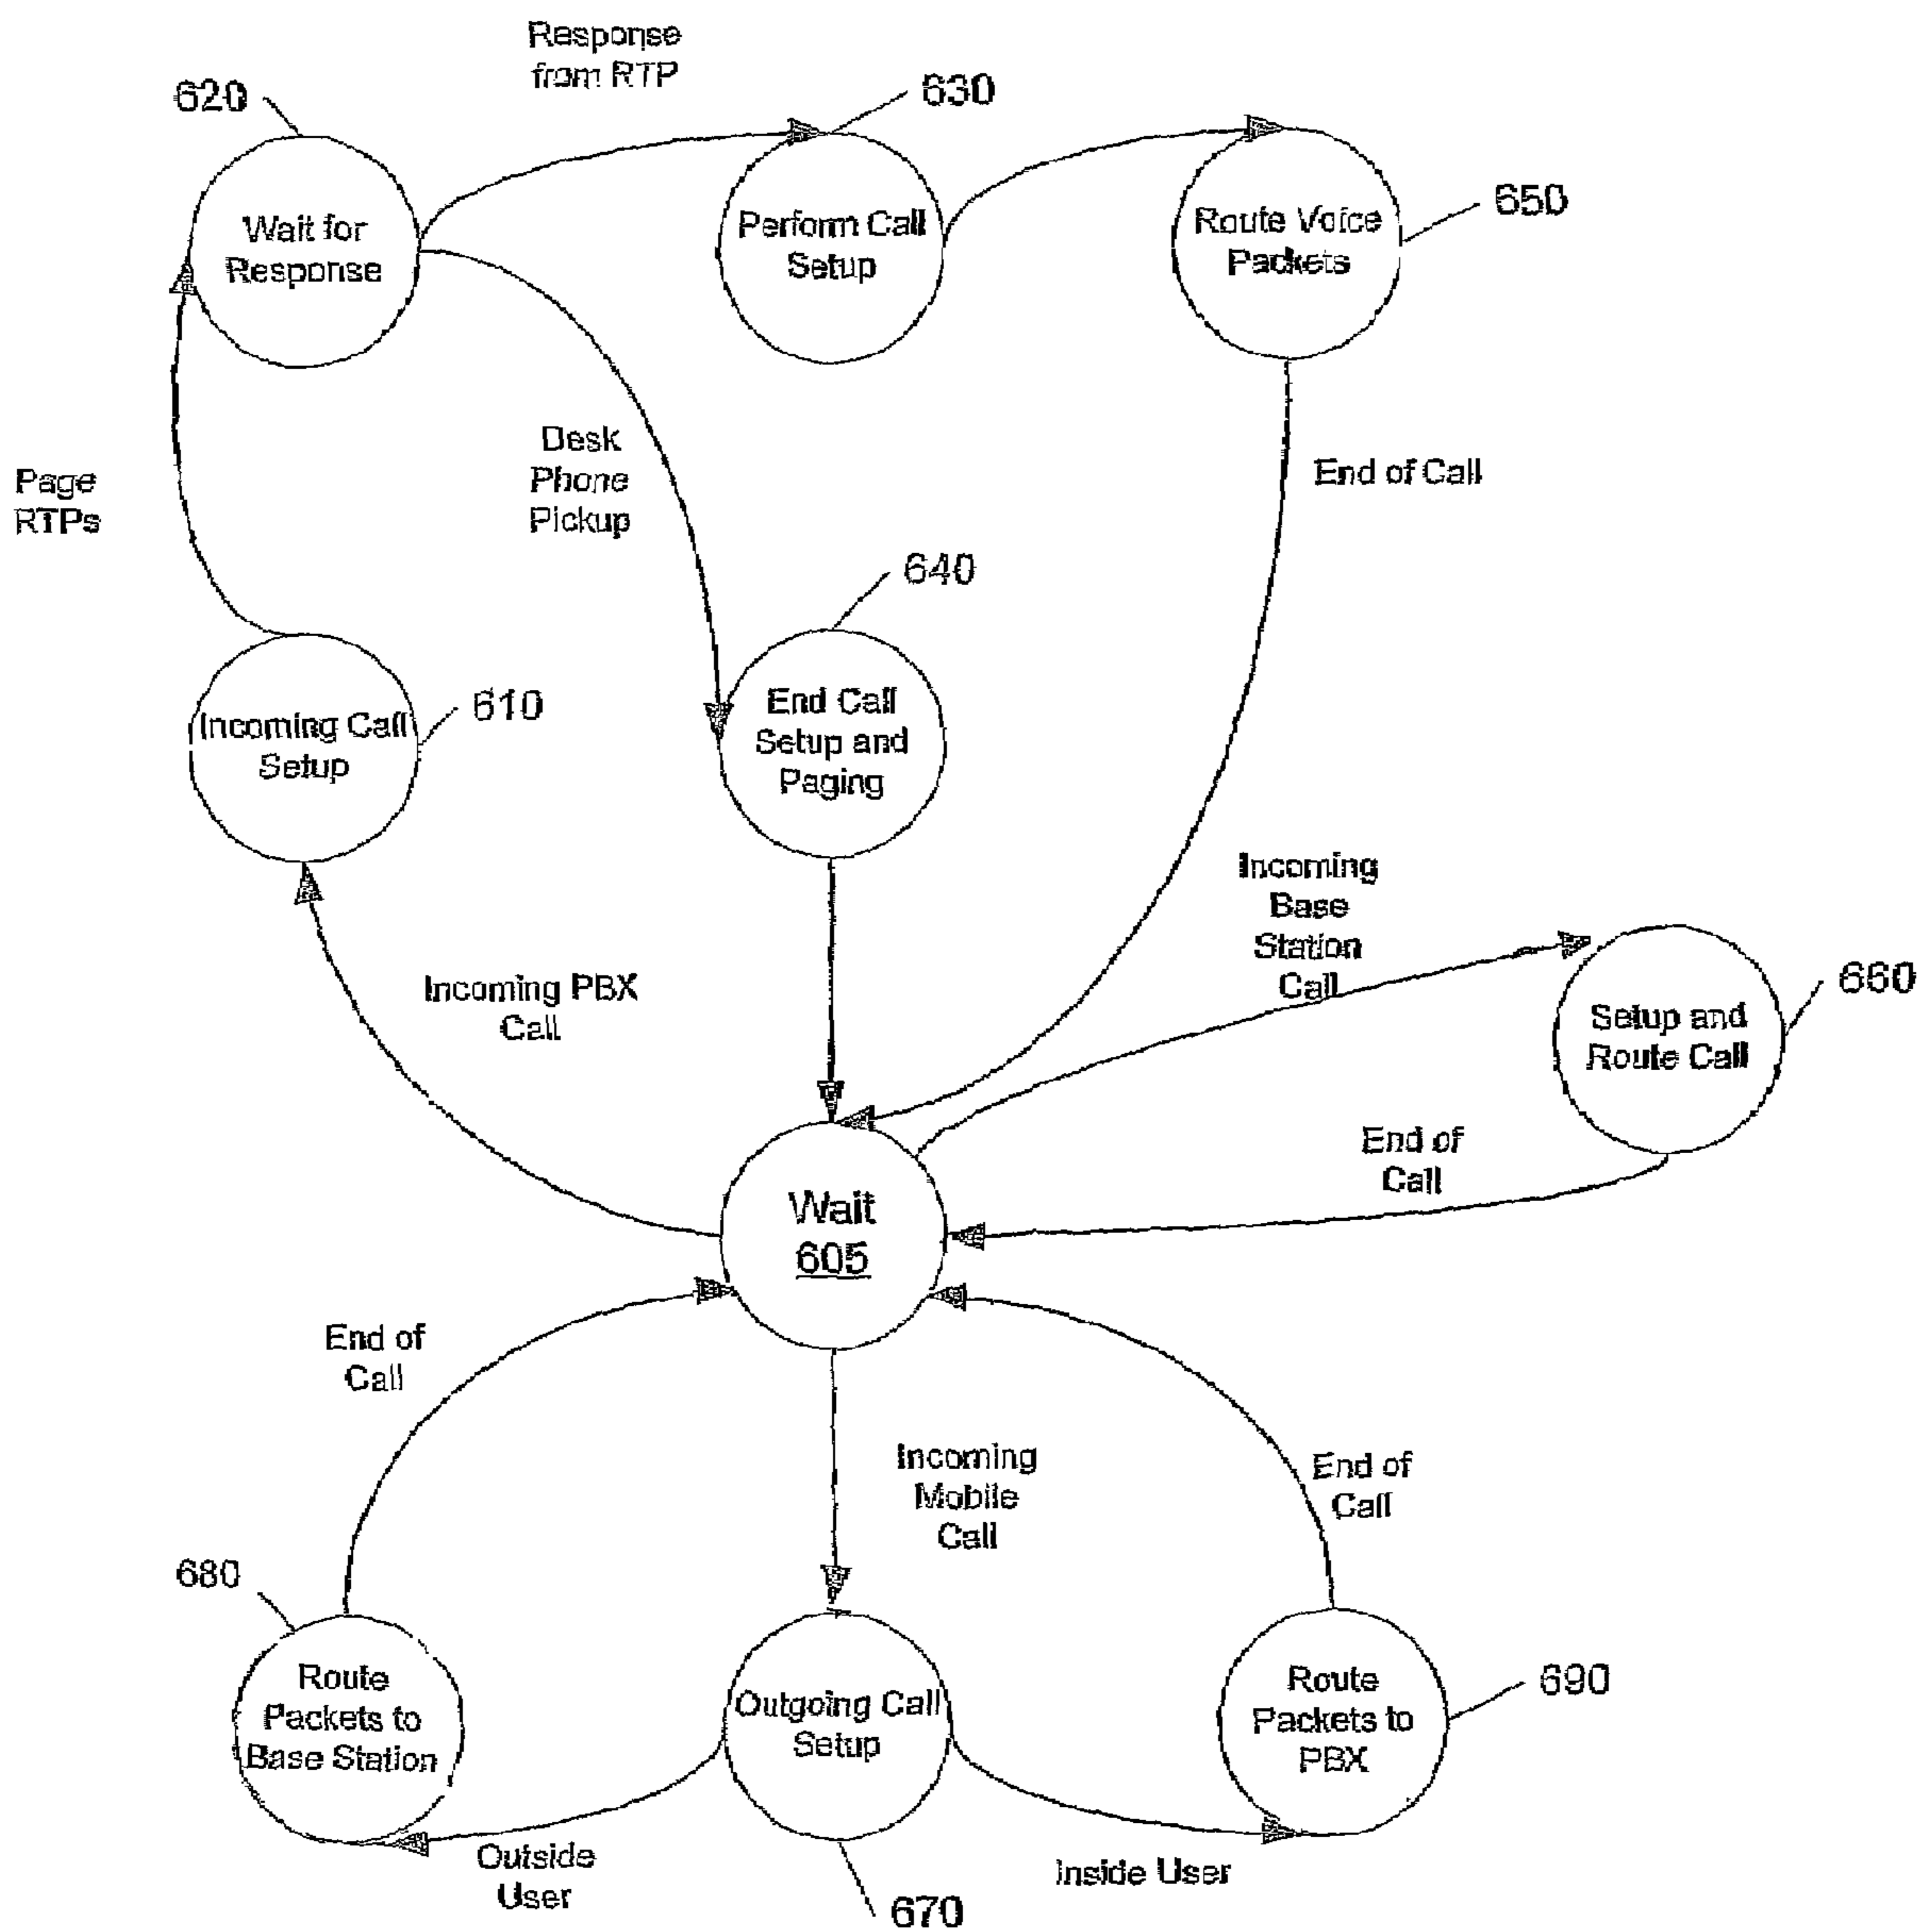 Response
from RTP
620
630
650
Wait for
Response
Perform Call
Setup
Route Voice
Packets
Desk
Phone
Pickup
Page
RTPs
End of Call
640
610
Incoming Call
Setup
End Call
Setup and
Paging
Incoming
Base
Station
Call
Incoming PBX
Call
660
Setup and
Route Call
End of
Call
Wait
605
End of
Call
Incoming
Mobile
Call
End of
Call
680
690
Route
Packets to
Base Station
Outgoing Call
Setup
Route
Packets to
PBX
Outside
User
Inside User
670